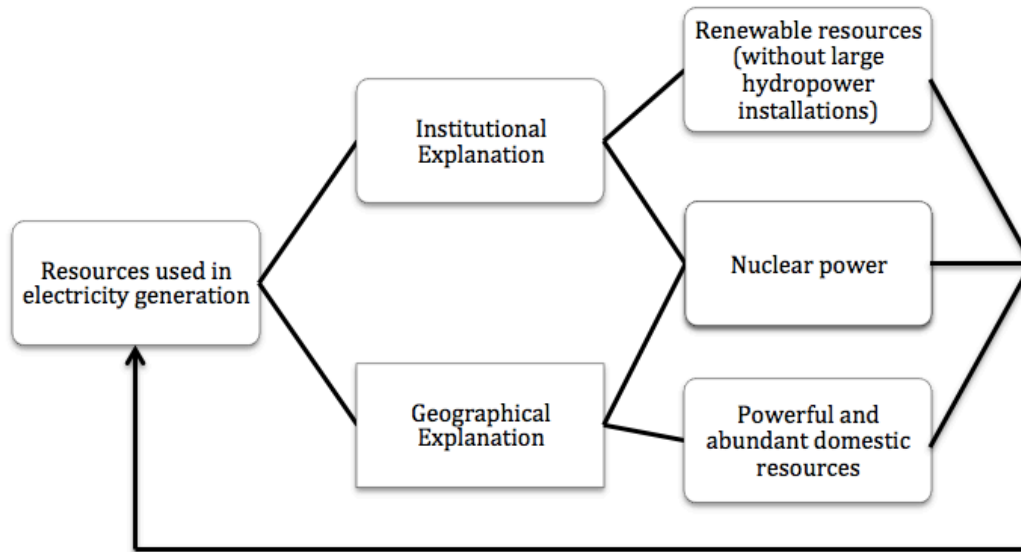 Resources used in
electricity generation
Institutional
Explanation
Geographical
Explanation
Renewable resources
(without large
hydropower
installations)
Nuclear power
Powerful and
abundant domestic
resources